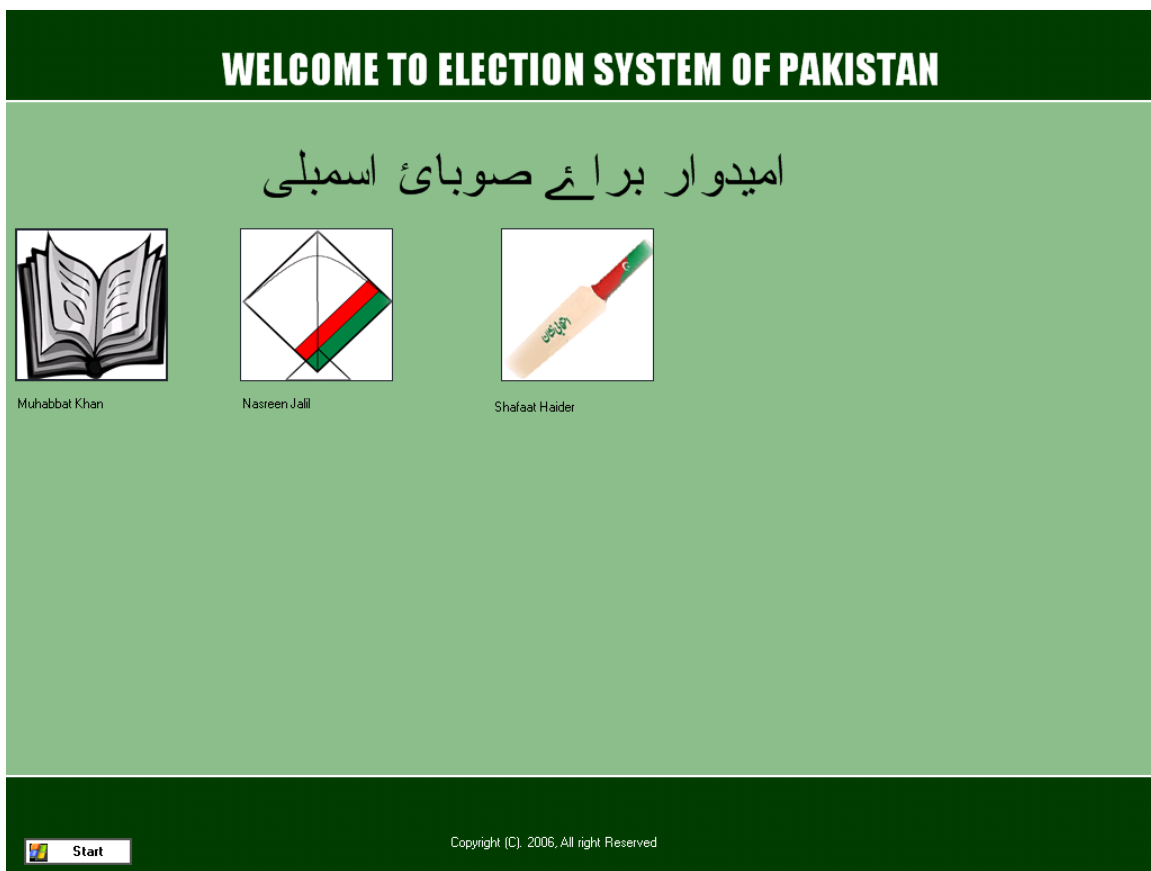 WELCOME TO ELECTION SYSTEM OF PAKISTAN
امیدوار برائے صوبائ اسمبلی
Muhabbat Khan
Nasreen Jalil
Shafaat Haider
Copyright (C). 2006, All right Reserved
Start